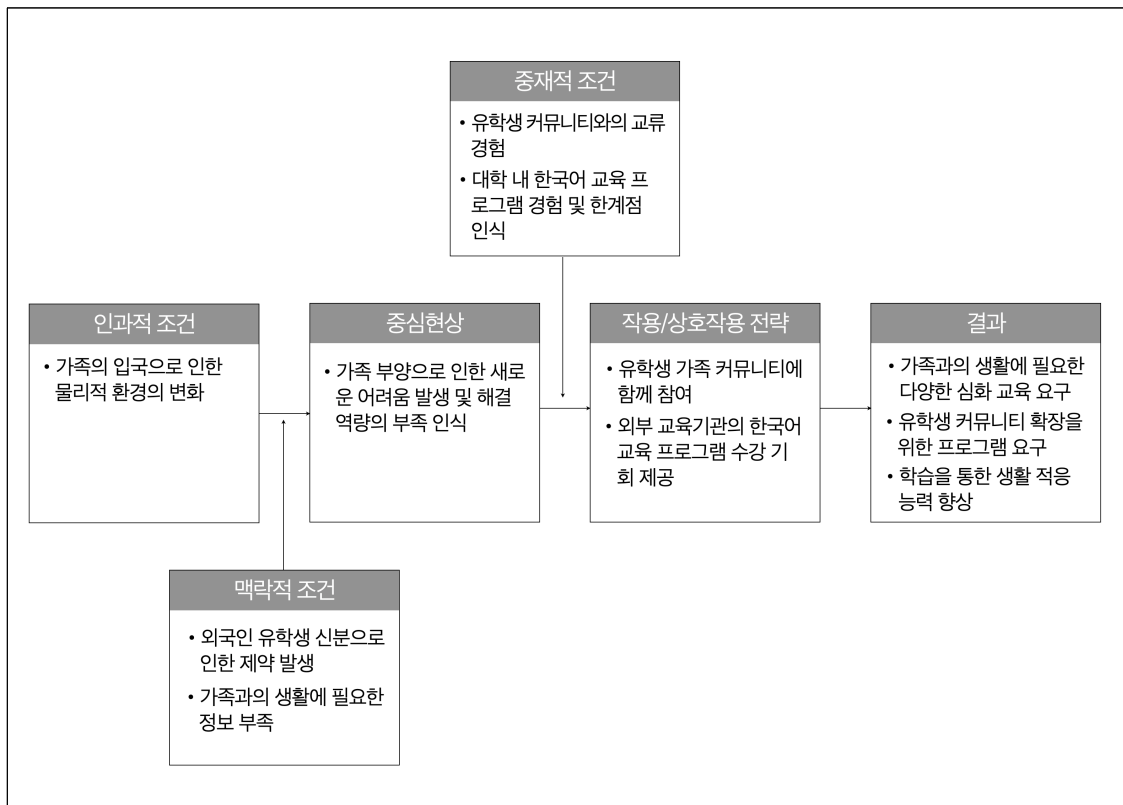 중재적 조건
• 유학생 커뮤니티와의 교류
경험
• 대학 내 한국어 교육 프
로그램 경험 및 한계점
인식
인과적 조건
• 가족의 입국으로 인한
물리적 환경의 변화
중심현상
• 가족 부양으로 인한 새로
운 어려움 발생 및 해결
역량의 부족 인식
작용/상호작용 전략
• 유학생 가족 커뮤니티에
함께 참여
• 외부 교육기관의 한국어
교육 프로그램 수강 기
회 제공
결과
• 가족과의 생활에 필요한
다양한 심화 교육 요구
• 유학생 커뮤니티 확장을
위한 프로그램 요구
• 학습을 통한 생활 적응
능력 향상
맥락적 조건
• 외국인 유학생 신분으로
인한 제약 발생
• 가족과의 생활에 필요한
정보 부족